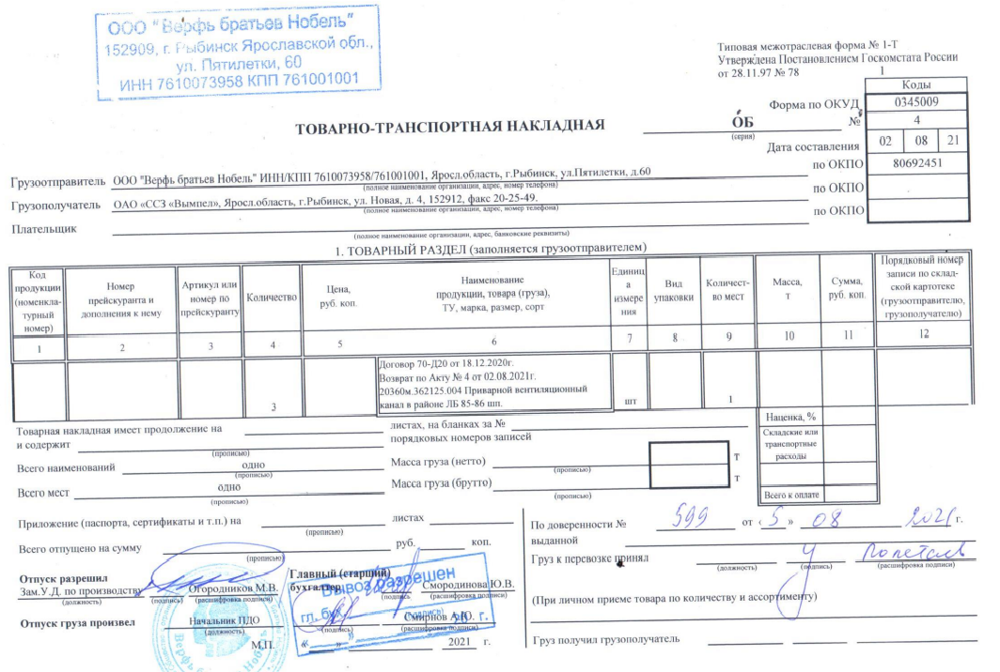 ООО "Верфь братьев Нобель"
152909, г. Рыбинск Ярославской обл.,
ул. Пятилетки, 60
ИНН 7610073958 КПП 761001001
Типовая межотраслевая форма № 1-Т
Утверждена Постановлением Госкомстата России
от 28.11.97 № 78
1
Коды
Форма по ОКУД 0345009
ТОВАРНО-ТРАНСПОРТНАЯ НАКЛАДНАЯ ОБ № 4
(серия)
Дата составления 02 08 21
Грузоотправитель ООО "Верфь братьев Нобель" ИНН/КПП 7610073958/761001001, Яросл.область, г.Рыбинск, ул.Пятилетки, д.60 по ОКПО 80692451
(полное наименование организации, адрес, номер телефона)
Грузополучатель ОАО «ССЗ «Вымпел», Яросл.область, г.Рыбинск, ул. Новая, д. 4, 152912, факс 20-25-49. по ОКПО
(полное наименование организации, адрес, номер телефона)
Плательщик по ОКПО
(полное наименование организации, адрес, банковские реквизиты)
1. ТОВАРНЫЙ РАЗДЕЛ (заполняется грузоотправителем)
Код продукции (номенкла-турный номер)
Номер прейскуранта и дополнения к нему
Артикул или номер по прейскуранту
Количество
Цена, руб. коп.
Наименование продукции, товара (груза), ТУ, марка, размер, сорт
Единиц а измере ния
Вид упаковки
Количест-во мест
Масса, т
Сумма, руб. коп.
Порядковый номер записи по склад-ской картотеке (грузоотправителю, грузополучателю)
1 2 3 4 5 6 7 8 9 10 11 12
Договор 70-Д20 от 18.12.2020г.
Возврат по Акту № 4 от 02.08.2021г.
20360м.362125.004 Приварной вентиляционный
канал в районе ЛБ 85-86 шп.
3 шт 1
Товарная накладная имеет продолжение на листах, на бланках за №
и содержит порядковых номеров записей
(прописью)
Наценка, %
Складские или транспортные расходы
Всего к оплате
Всего наименований одно
(прописью)
Масса груза (нетто) т
(прописью)
Всего мест одно
(прописью)
Масса груза (брутто) т
(прописью)
Приложение (паспорта, сертификаты и т.п.) на листах
(прописью)
Всего отпущено на сумму руб. коп.
(прописью)
По доверенности № 599 от «5» 08 2021 г.
выданной
Груз к перевозке принял
(должность) (подпись) (расшифровка подписи)
Отпуск разрешил
Зам.У.Д. по производству Огородников М.В.
(должность) (подпись) (расшифровка подписи)
Главный (старший)
бухгалтер Смородинова Ю.В.
(подпись) (расшифровка подписи)
Вывоз разрешен
гл. бух.
(подпись)
20 г.
(При личном приеме товара по количеству и ассортименту)
Отпуск груза произвел Начальник ПДО Смирнов А.Ю.
(должность) (подпись) (расшифровка подписи)
М.П. « » 2021 г.
Груз получил грузополучатель
Верфь братьев Нобель